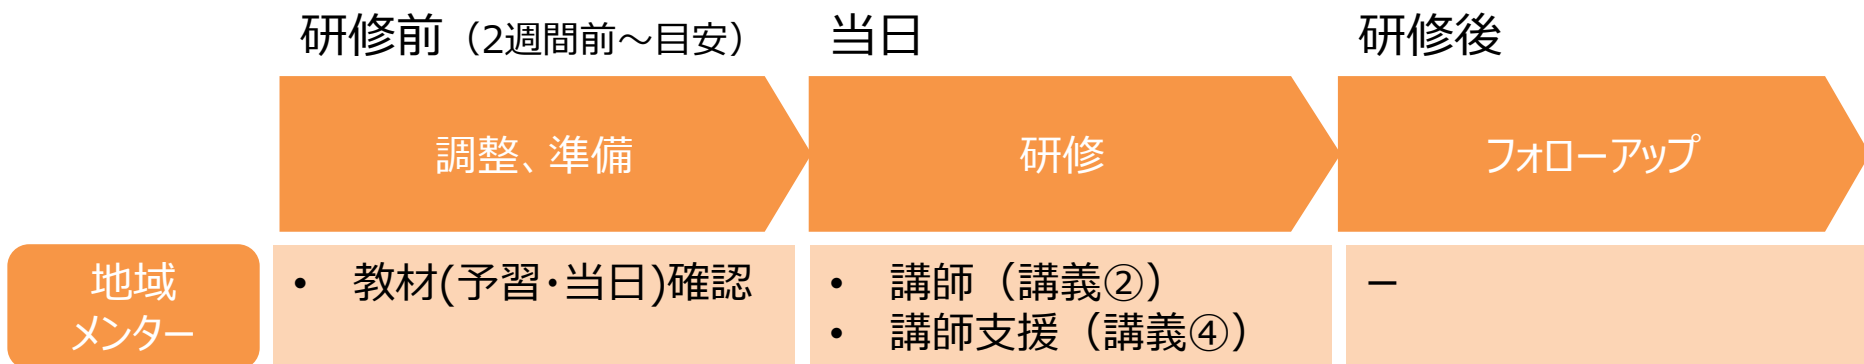 研修前（2週間前～目安）
当日
研修後
調整、準備
研修
フォローアップ
地域
メンター
• 教材(予習･当日)確認
• 講師（講義②）
• 講師支援（講義④）
－